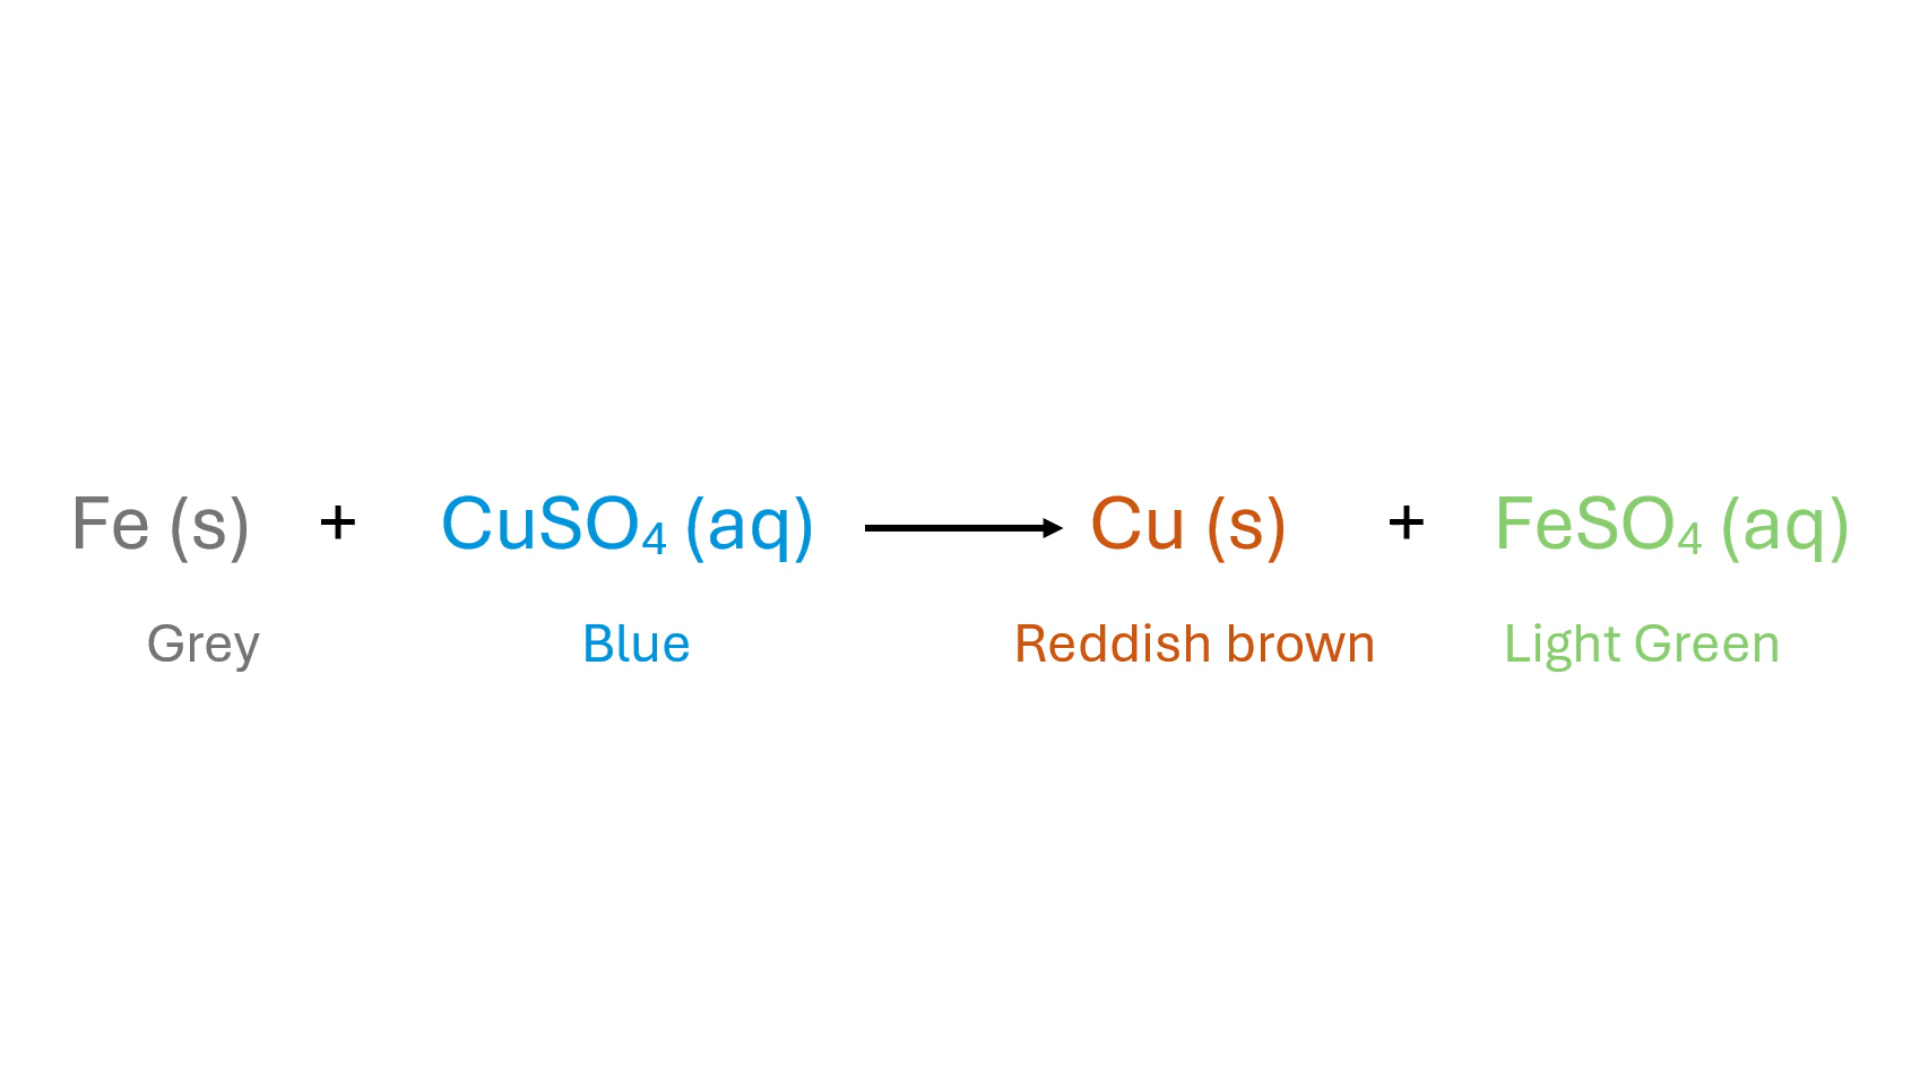 Fe (s) + CuSO₄ (aq) ⟶ Cu (s) + FeSO₄ (aq)
Grey Blue Reddish brown Light Green